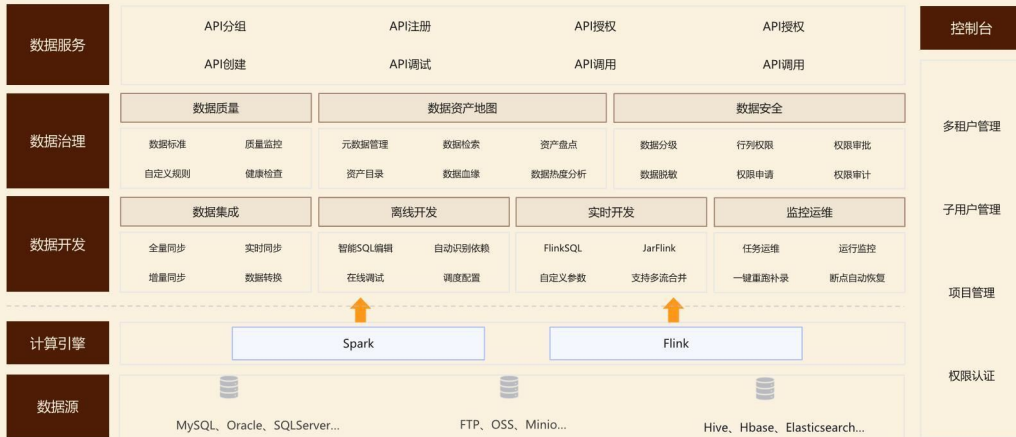 数据服务
API分组 API注册 API授权 API授权
API创建 API调试 API调用 API调用
数据治理
数据质量 数据资产地图 数据安全
数据标准 质量监控 元数据管理 数据检索 资产盘点 数据分级 行列权限 权限审批
自定义规则 健康检查 资产目录 数据血缘 数据热度分析 数据脱敏 权限申请 权限审计
数据开发
数据集成 离线开发 实时开发 监控运维
全量同步 实时同步 智能SQL编辑 自动识别依赖 FlinkSQL JarFlink 任务运维 运行监控
增量同步 数据转换 在线调试 调度配置 自定义参数 支持多流合并 一键重跑补录 断点自动恢复
计算引擎
Spark Flink
数据源
MySQL、Oracle、SQLServer... FTP、OSS、Minio... Hive、Hbase、Elasticsearch...
控制台
多租户管理
子用户管理
项目管理
权限认证